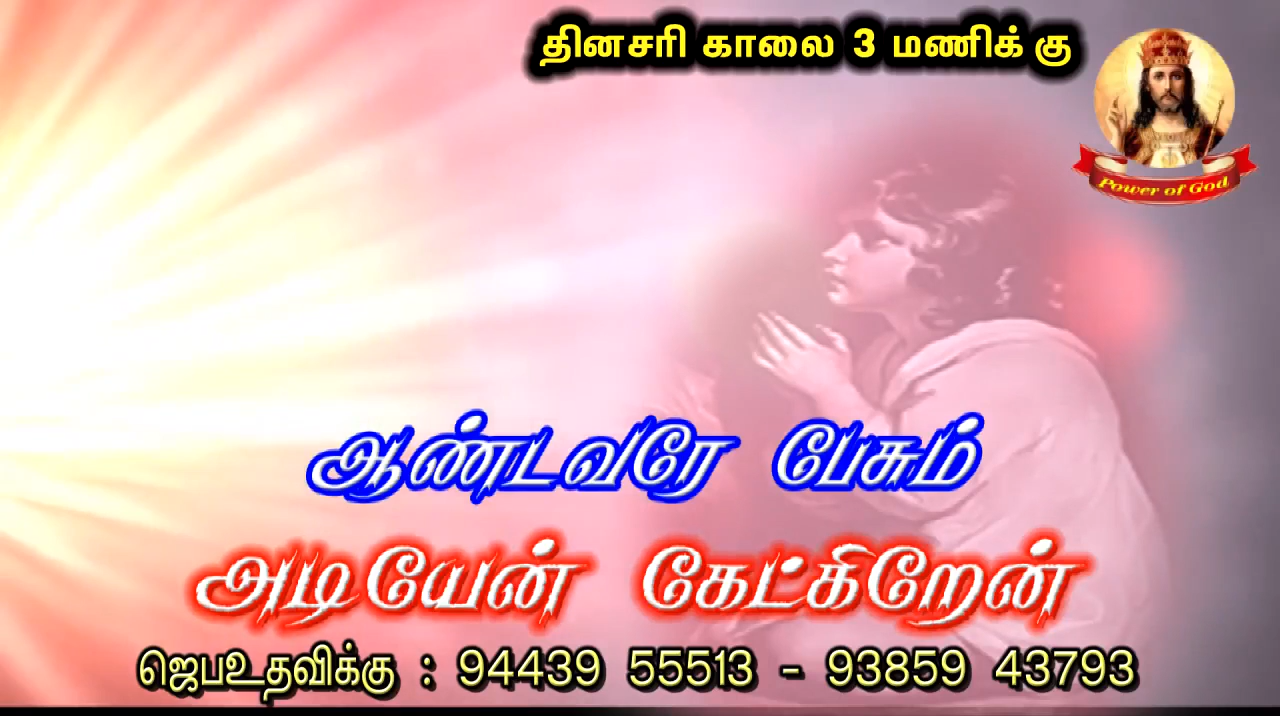 தினசரி காலை 3 மணிக்கு
Power of God
ஆண்டவரே பேசும்
அடியேன் கேட்கிறேன்
ஜெபஉதவிக்கு : 94439 55513 - 93859 43793